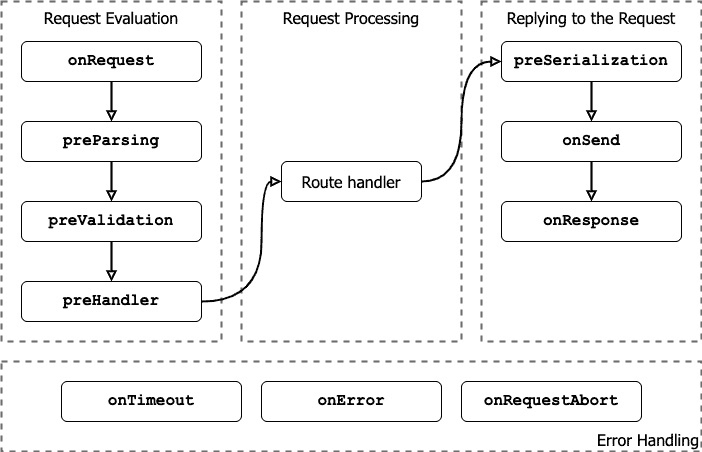 Request Evaluation
onRequest
preParsing
preValidation
preHandler
Request Processing
Route handler
Replying to the Request
preSerialization
onSend
onResponse
onTimeout
onError
onRequestAbort
Error Handling